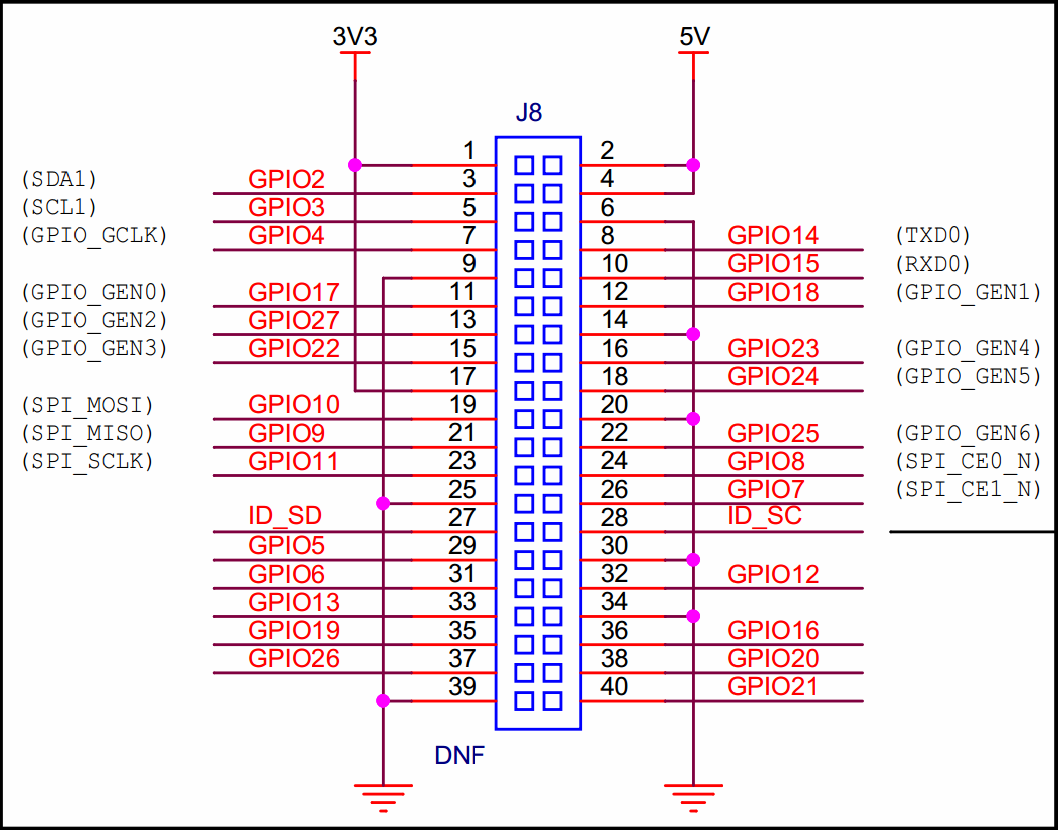 3V3 5V
J8
1 2
(SDA1) GPIO2 3 4
(SCL1) GPIO3 5 6
(GPIO_GCLK) GPIO4 7 8 GPIO14 (TXD0)
9 10 GPIO15 (RXD0)
(GPIO_GEN0) GPIO17 11 12 GPIO18 (GPIO_GEN1)
(GPIO_GEN2) GPIO27 13 14
(GPIO_GEN3) GPIO22 15 16 GPIO23 (GPIO_GEN4)
17 18 GPIO24 (GPIO_GEN5)
(SPI_MOSI) GPIO10 19 20
(SPI_MISO) GPIO9 21 22 GPIO25 (GPIO_GEN6)
(SPI_SCLK) GPIO11 23 24 GPIO8 (SPI_CE0_N)
25 26 GPIO7 (SPI_CE1_N)
ID_SD 27 28 ID_SC
GPIO5 29 30
GPIO6 31 32 GPIO12
GPIO13 33 34
GPIO19 35 36 GPIO16
GPIO26 37 38 GPIO20
39 40 GPIO21
DNF